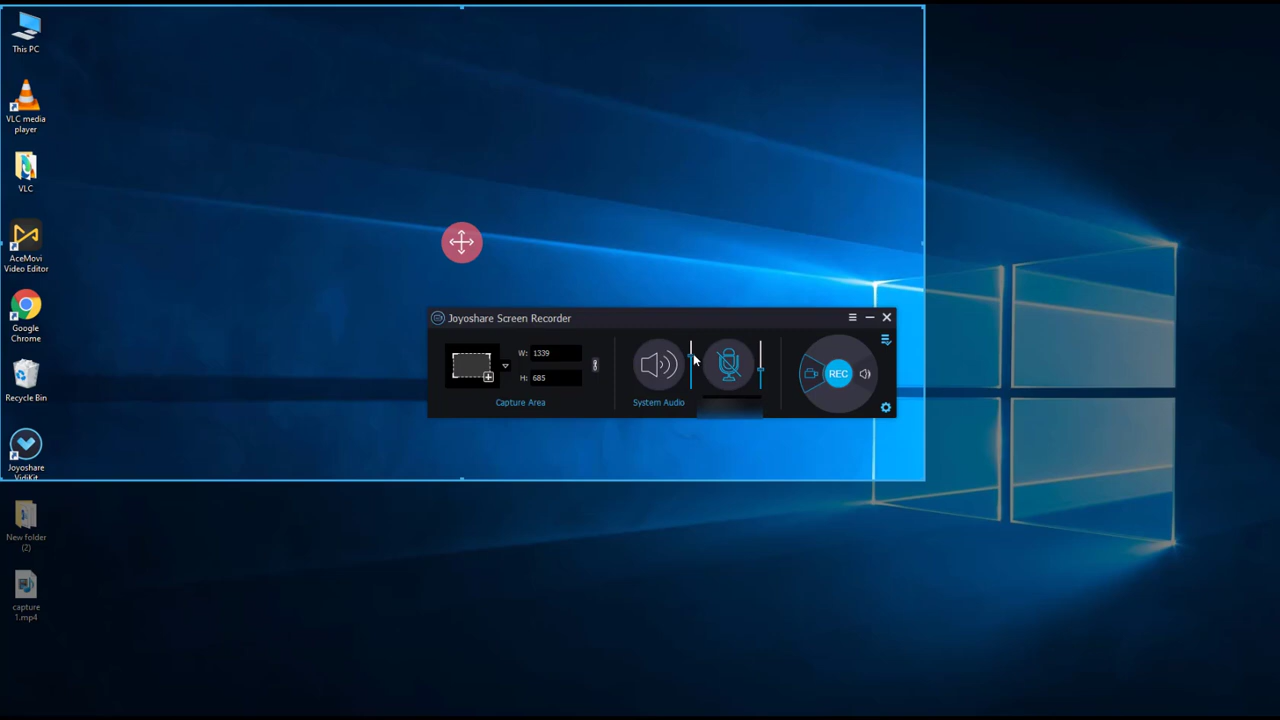 This PC
VLC media
player
VLC
AceMovi
Video Editor
Google
Chrome
Recycle Bin
Joyoshare
VidiKit
New folder
(2)
capture
1.mp4
Joyoshare Screen Recorder
W: 1339
H: 685
Capture Area
System Audio
REC